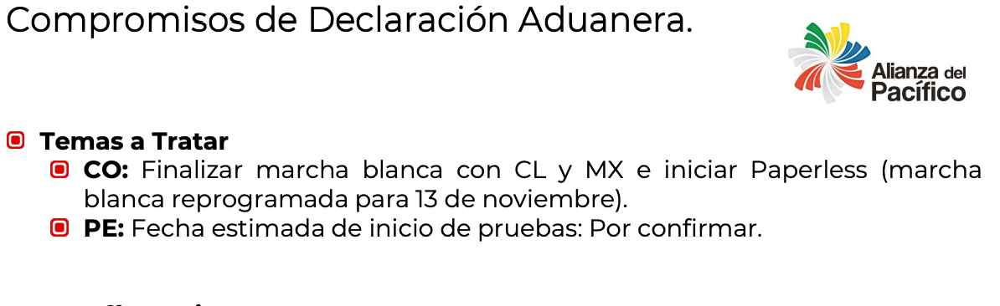 Compromisos de Declaración Aduanera.
Alianza del
Pacífico
Temas a Tratar
CO: Finalizar marcha blanca con CL y MX e iniciar Paperless (marcha
blanca reprogramada para 13 de noviembre).
PE: Fecha estimada de inicio de pruebas: Por confirmar.